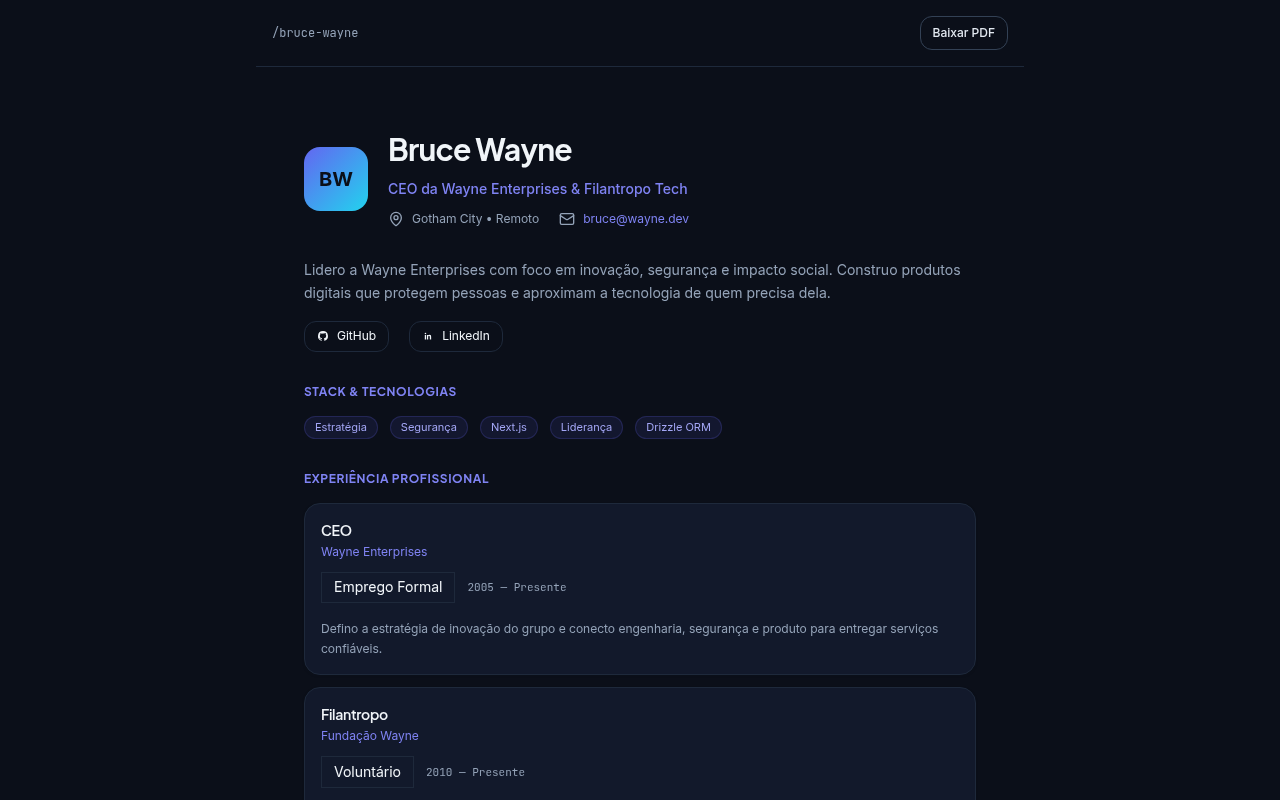 /bruce-wayne
Baixar PDF
BW
Bruce Wayne
CEO da Wayne Enterprises & Filantropo Tech
Gotham City • Remoto
bruce@wayne.dev
Lidero a Wayne Enterprises com foco em inovação, segurança e impacto social. Construo produtos
digitais que protegem pessoas e aproximam a tecnologia de quem precisa dela.
GitHub
LinkedIn
STACK & TECNOLOGIAS
Estratégia
Segurança
Next.js
Liderança
Drizzle ORM
EXPERIÊNCIA PROFISSIONAL
CEO
Wayne Enterprises
Emprego Formal
2005 — Presente
Defino a estratégia de inovação do grupo e conecto engenharia, segurança e produto para entregar serviços
confiáveis.
Filantropo
Fundação Wayne
Voluntário
2010 — Presente